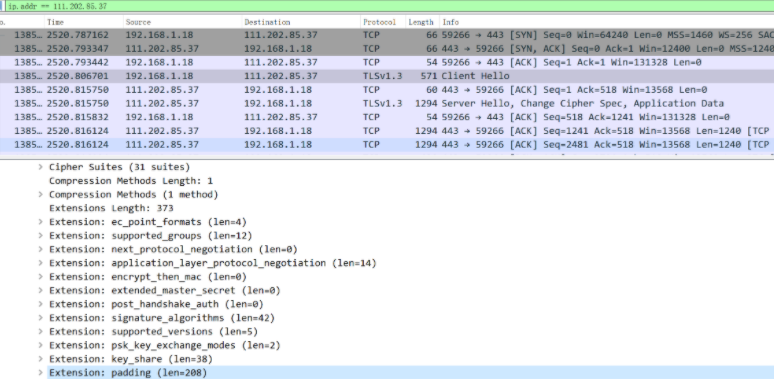 ip.addr == 111.202.85.37
o. Time Source Destination Protocol Length Info
1385… 2520.787162 192.168.1.18 111.202.85.37 TCP 66 59266 → 443 [SYN] Seq=0 Win=64240 Len=0 MSS=1460 WS=256 SAC
1385… 2520.793347 111.202.85.37 192.168.1.18 TCP 66 443 → 59266 [SYN, ACK] Seq=0 Ack=1 Win=12400 Len=0 MSS=1240
1385… 2520.793442 192.168.1.18 111.202.85.37 TCP 54 59266 → 443 [ACK] Seq=1 Ack=1 Win=131328 Len=0
1385… 2520.806701 192.168.1.18 111.202.85.37 TLSv1.3 571 Client Hello
1385… 2520.815750 111.202.85.37 192.168.1.18 TCP 60 443 → 59266 [ACK] Seq=1 Ack=518 Win=13568 Len=0
1385… 2520.815750 111.202.85.37 192.168.1.18 TLSv1.3 1294 Server Hello, Change Cipher Spec, Application Data
1385… 2520.815832 192.168.1.18 111.202.85.37 TCP 54 59266 → 443 [ACK] Seq=518 Ack=1241 Win=131328 Len=0
1385… 2520.816124 111.202.85.37 192.168.1.18 TCP 1294 443 → 59266 [ACK] Seq=1241 Ack=518 Win=13568 Len=1240 [TCP
1385… 2520.816124 111.202.85.37 192.168.1.18 TCP 1294 443 → 59266 [ACK] Seq=2481 Ack=518 Win=13568 Len=1240 [TCP
> Cipher Suites (31 suites)
Compression Methods Length: 1
> Compression Methods (1 method)
Extensions Length: 373
> Extension: ec_point_formats (len=4)
> Extension: supported_groups (len=12)
> Extension: next_protocol_negotiation (len=0)
> Extension: application_layer_protocol_negotiation (len=14)
> Extension: encrypt_then_mac (len=0)
> Extension: extended_master_secret (len=0)
> Extension: post_handshake_auth (len=0)
> Extension: signature_algorithms (len=42)
> Extension: supported_versions (len=5)
> Extension: psk_key_exchange_modes (len=2)
> Extension: key_share (len=38)
> Extension: padding (len=208)